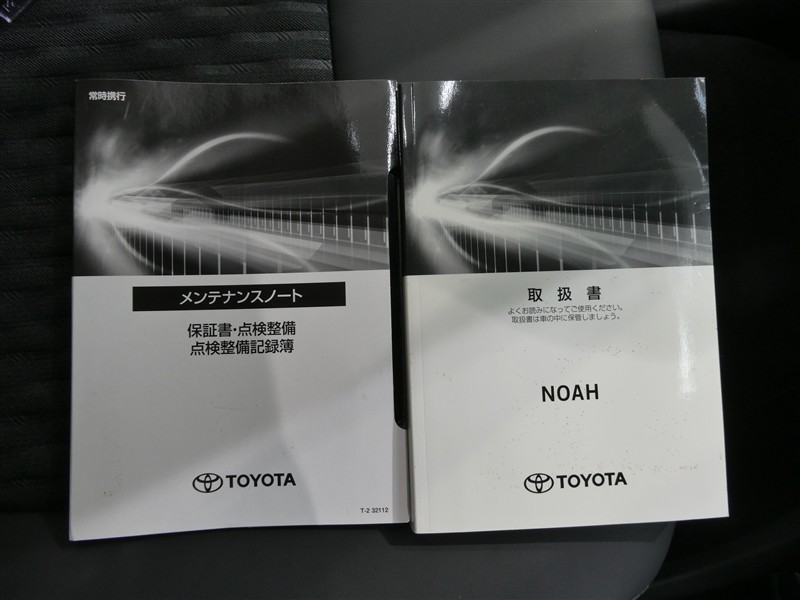 常時携行
メンテナンスノート
保証書・点検整備
点検整備記録簿
TOYOTA
T-2 32112
取扱書
よくお読みになってご使用ください。
取扱書は車の中に保管しましょう。
NOAH
TOYOTA